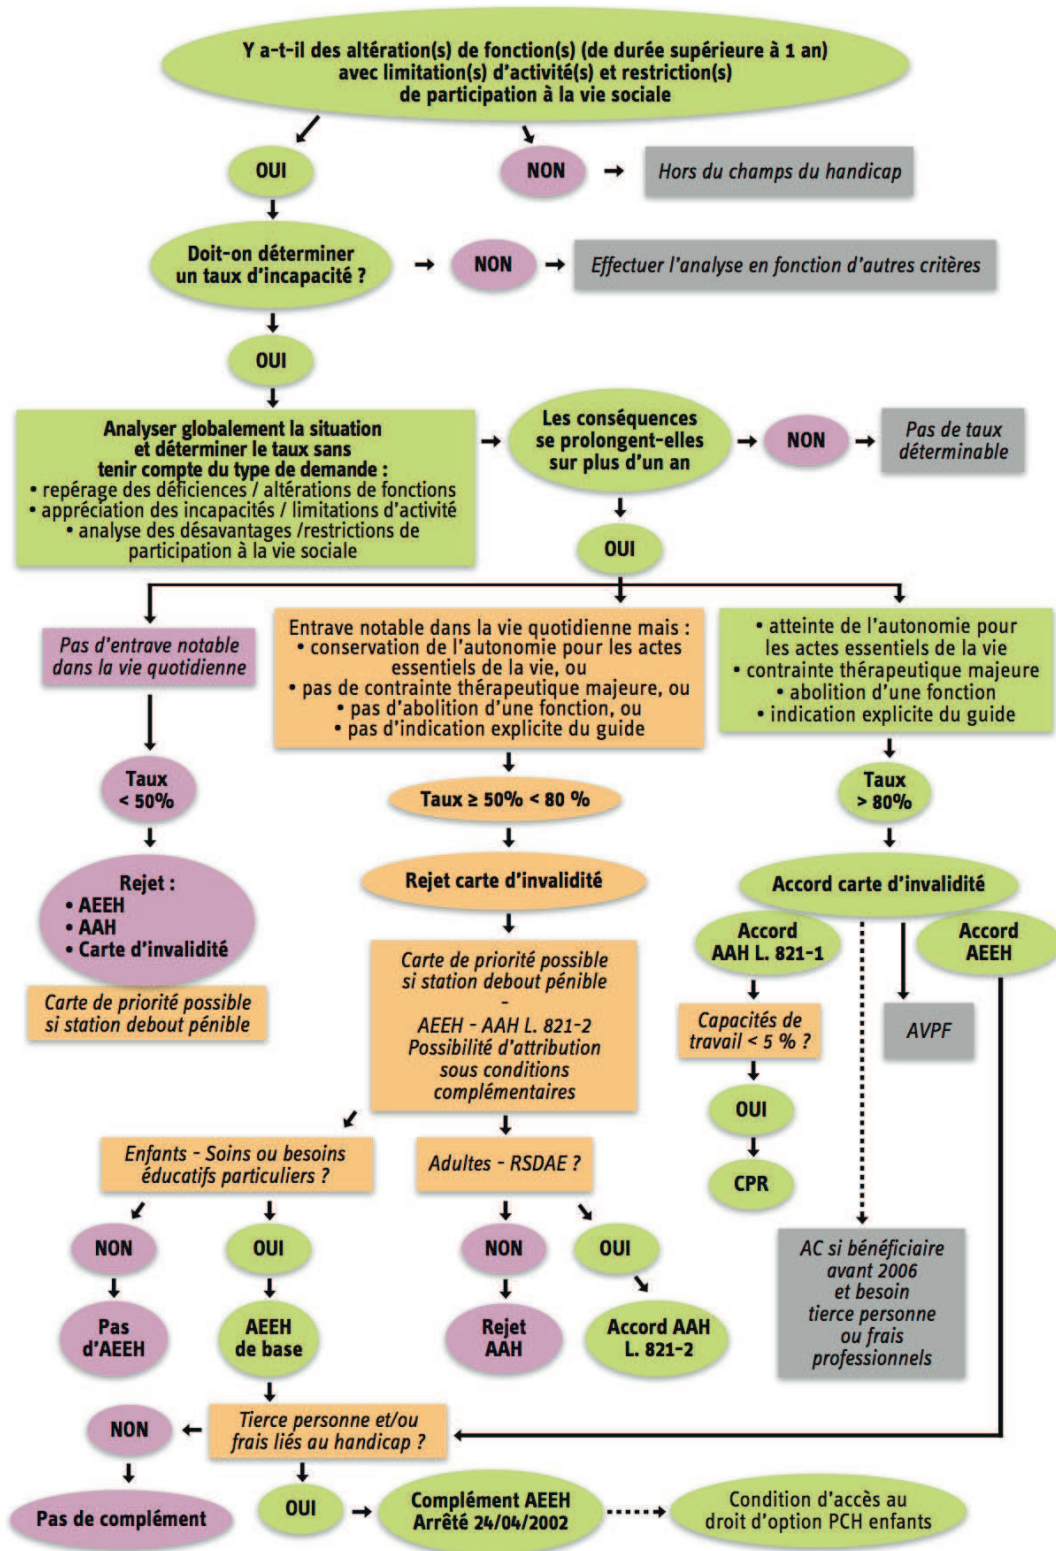 Y a-t-il des altération(s) de fonction(s) (de durée supérieure à 1 an)
avec limitation(s) d'activité(s) et restriction(s)
de participation à la vie sociale
OUI
NON
Hors du champs du handicap
Doit-on déterminer
un taux d'incapacité ?
NON
Effectuer l'analyse en fonction d'autres critères
OUI
Analyser globalement la situation
et déterminer le taux sans
tenir compte du type de demande :
• repérage des déficiences / altérations de fonctions
• appréciation des incapacités / limitations d'activité
• analyse des désavantages /restrictions de
participation à la vie sociale
Les conséquences
se prolongent-elles
sur plus d'un an
NON
Pas de taux
déterminable
OUI
Pas d'entrave notable
dans la vie quotidienne
Entrave notable dans la vie quotidienne mais :
• conservation de l'autonomie pour les actes
essentiels de la vie, ou
• pas de contrainte thérapeutique majeure, ou
• pas d'abolition d'une fonction, ou
• pas d'indication explicite du guide
• atteinte de l'autonomie pour
les actes essentiels de la vie
• contrainte thérapeutique majeure
• abolition d'une fonction
• indication explicite du guide
Taux
< 50%
Taux ≥ 50% < 80 %
Taux
> 80%
Rejet :
• AEEH
• AAH
• Carte d'invalidité
Carte de priorité possible
si station debout pénible
Rejet carte d'invalidité
Accord carte d'invalidité
Accord
AAH L. 821-1
Accord
AEEH
Carte de priorité possible
si station debout pénible
–
AEEH - AAH L. 821-2
Possibilité d'attribution
sous conditions
complémentaires
Capacités de
travail < 5 % ?
AVPF
OUI
CPR
Enfants - Soins ou besoins
éducatifs particuliers ?
Adultes - RSDAE ?
NON
OUI
NON
OUI
AC si bénéficiaire
avant 2006
et besoin
tierce personne
ou frais
professionnels
Pas
d'AEEH
AEEH
de base
Rejet
AAH
Accord AAH
L. 821-2
NON
Tierce personne et/ou
frais liés au handicap ?
Pas de complément
OUI
Complément AEEH
Arrêté 24/04/2002
Condition d'accès au
droit d'option PCH enfants